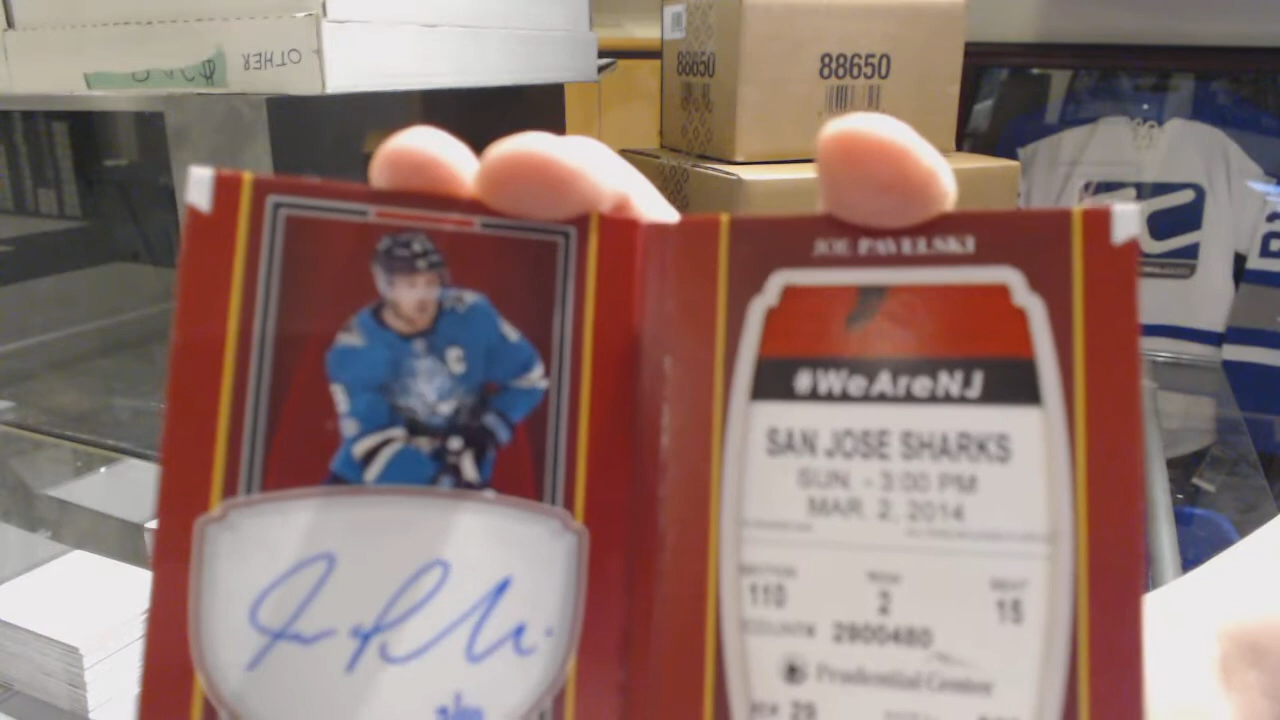 OTHER
88650
88650
JOE PAVELSKI
#WeAreNJ
SAN JOSE SHARKS
SUN. - 3:00 PM
MAR. 2, 2014
110 2 15
2900480
Prudential Center
29
C